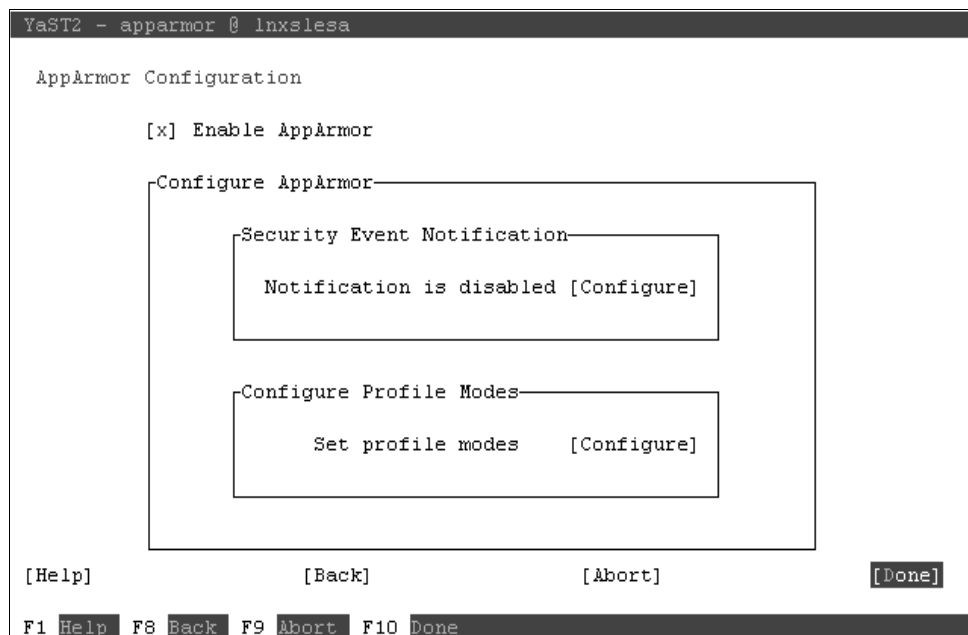 YaST2 - apparmor @ lnxslesa
AppArmor Configuration
[x] Enable AppArmor
Configure AppArmor
Security Event Notification
Notification is disabled [Configure]
Configure Profile Modes
Set profile modes [Configure]
[Help] [Back] [Abort] [Done]
F1 Help F8 Back F9 Abort F10 Done